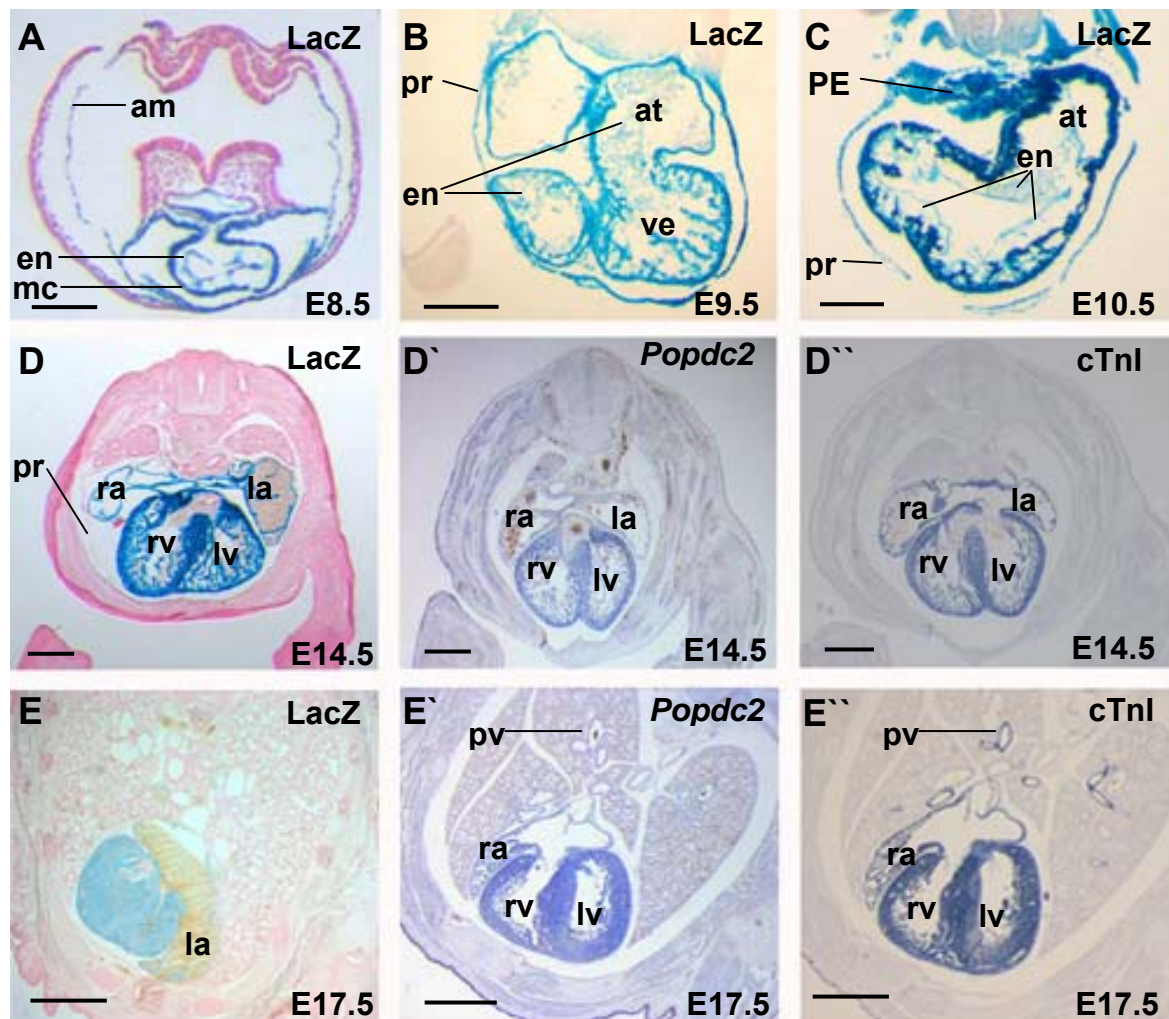 A LacZ
am
en
mc
E8.5
B LacZ
pr
at
en
ve
E9.5
C LacZ
PE
at
en
pr
E10.5
D LacZ
pr
ra la
rv lv
E14.5
D` Popdc2
ra la
rv lv
E14.5
D`` cTnI
ra la
rv lv
E14.5
E LacZ
la
E17.5
E` Popdc2
pv
ra
rv lv
E17.5
E`` cTnI
pv
ra
rv lv
E17.5